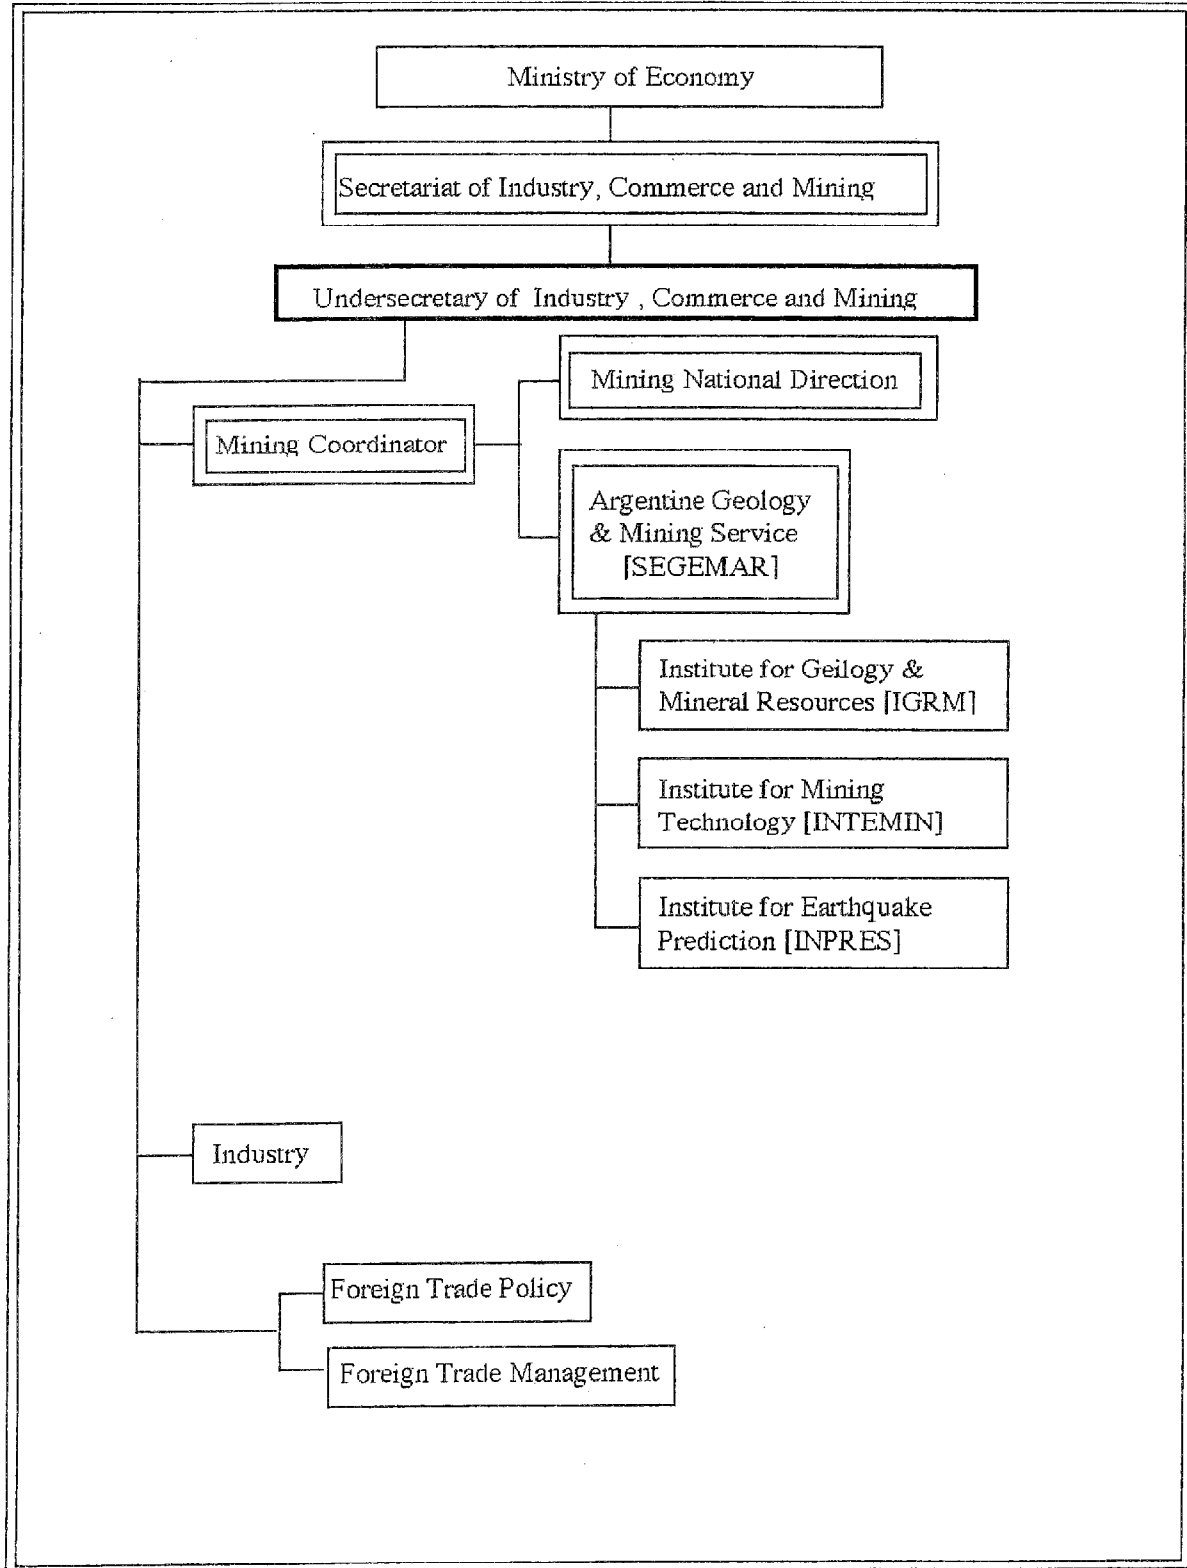 Ministry of Economy
Secretariat of Industry, Commerce and Mining
Undersecretary of Industry , Commerce and Mining
Mining National Direction
Mining Coordinator
Argentine Geology
& Mining Service
[SEGEMAR]
Institute for Geilogy &
Mineral Resources [IGRM]
Institute for Mining
Technology [INTEMIN]
Institute for Earthquake
Prediction [INPRES]
Industry
Foreign Trade Policy
Foreign Trade Management